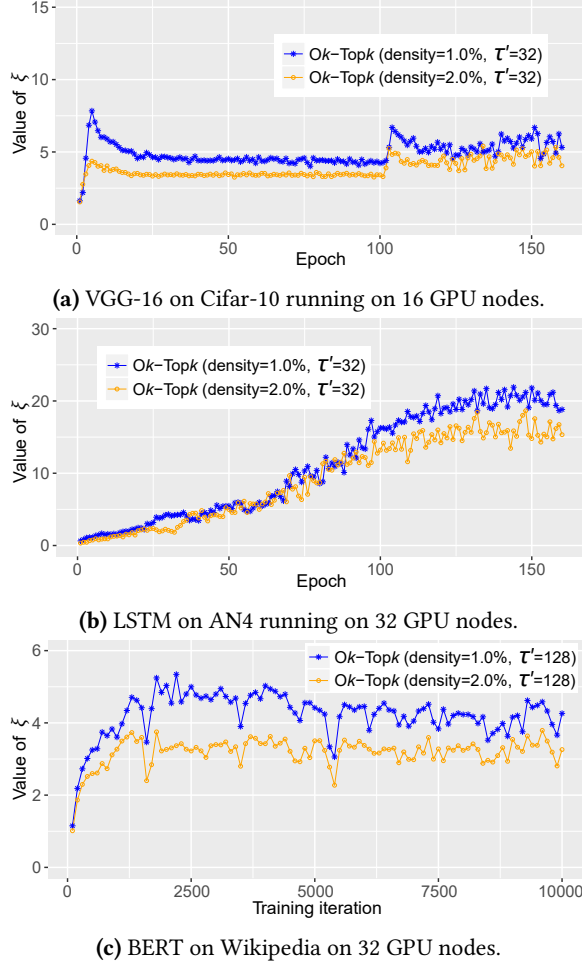 15
10
5
0
Value of ξ
Ok−Topk (density=1.0%, τ′=32)
Ok−Topk (density=2.0%, τ′=32)
0 50 100 150
Epoch
(a) VGG-16 on Cifar-10 running on 16 GPU nodes.
30
20
10
0
Value of ξ
Ok−Topk (density=1.0%, τ′=32)
Ok−Topk (density=2.0%, τ′=32)
0 50 100 150
Epoch
(b) LSTM on AN4 running on 32 GPU nodes.
6
4
2
0
Value of ξ
Ok−Topk (density=1.0%, τ′=128)
Ok−Topk (density=2.0%, τ′=128)
0 2500 5000 7500 10000
Training iteration
(c) BERT on Wikipedia on 32 GPU nodes.